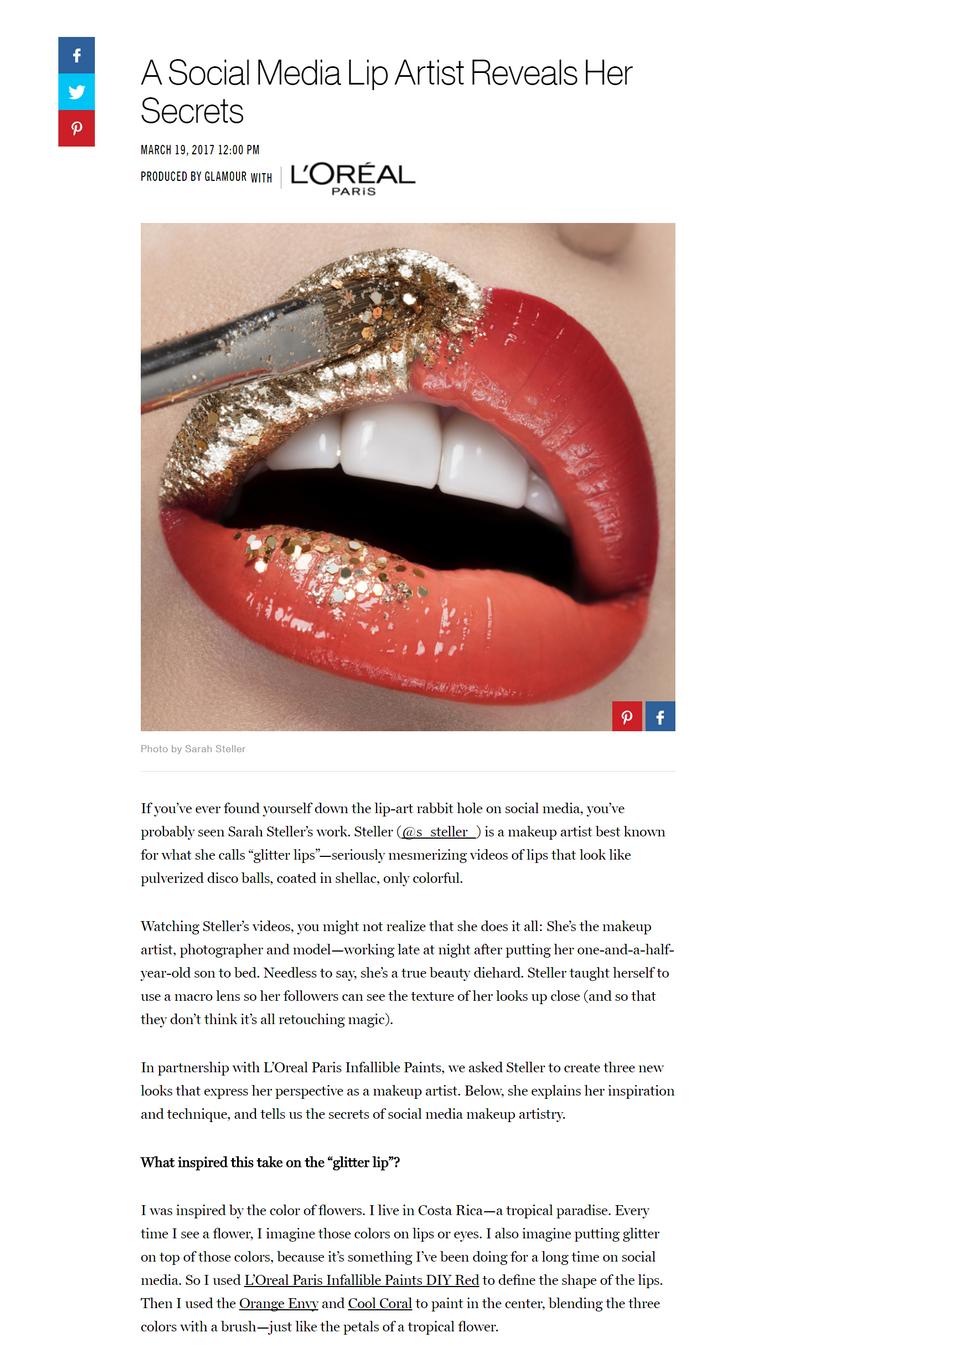 A Social Media Lip Artist Reveals Her
Secrets
MARCH 19, 2017 12:00 PM
PRODUCED BY GLAMOUR WITH
L'ORÉAL
PARIS
Photo by Sarah Steller
If you’ve ever found yourself down the lip-art rabbit hole on social media, you’ve
probably seen Sarah Steller’s work. Steller (@s_steller_) is a makeup artist best known
for what she calls “glitter lips”—seriously mesmerizing videos of lips that look like
pulverized disco balls, coated in shellac, only colorful.
Watching Steller’s videos, you might not realize that she does it all: She’s the makeup
artist, photographer and model—working late at night after putting her one-and-a-half-
year-old son to bed. Needless to say, she’s a true beauty diehard. Steller taught herself to
use a macro lens so her followers can see the texture of her looks up close (and so that
they don’t think it’s all retouching magic).
In partnership with L’Oreal Paris Infallible Paints, we asked Steller to create three new
looks that express her perspective as a makeup artist. Below, she explains her inspiration
and technique, and tells us the secrets of social media makeup artistry.
What inspired this take on the “glitter lip”?
I was inspired by the color of flowers. I live in Costa Rica—a tropical paradise. Every
time I see a flower, I imagine those colors on lips or eyes. I also imagine putting glitter
on top of those colors, because it’s something I’ve been doing for a long time on social
media. So I used L’Oreal Paris Infallible Paints DIY Red to define the shape of the lips.
Then I used the Orange Envy and Cool Coral to paint in the center, blending the three
colors with a brush—just like the petals of a tropical flower.